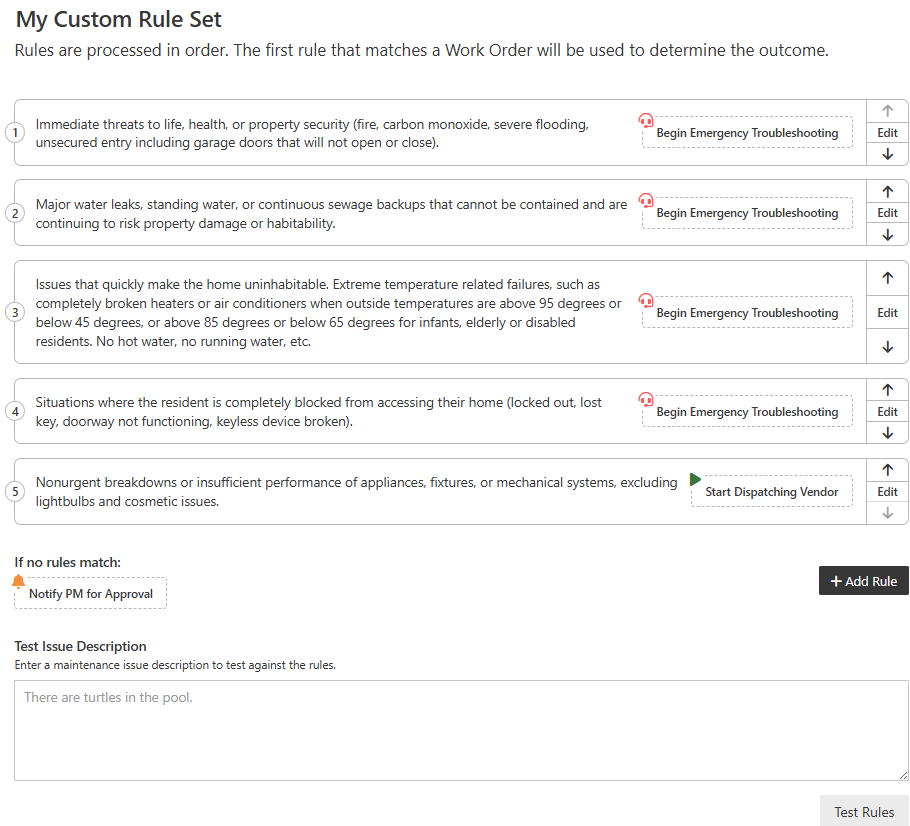 My Custom Rule Set
Rules are processed in order. The first rule that matches a Work Order will be used to determine the outcome.
1
Immediate threats to life, health, or property security (fire, carbon monoxide, severe flooding,
unsecured entry including garage doors that will not open or close).
Begin Emergency Troubleshooting
Edit
2
Major water leaks, standing water, or continuous sewage backups that cannot be contained and are
continuing to risk property damage or habitability.
Begin Emergency Troubleshooting
Edit
3
Issues that quickly make the home uninhabitable. Extreme temperature related failures, such as
completely broken heaters or air conditioners when outside temperatures are above 95 degrees or
below 45 degrees, or above 85 degrees or below 65 degrees for infants, elderly or disabled
residents. No hot water, no running water, etc.
Begin Emergency Troubleshooting
Edit
4
Situations where the resident is completely blocked from accessing their home (locked out, lost
key, doorway not functioning, keyless device broken).
Begin Emergency Troubleshooting
Edit
5
Nonurgent breakdowns or insufficient performance of appliances, fixtures, or mechanical systems, excluding
lightbulbs and cosmetic issues.
Start Dispatching Vendor
Edit
If no rules match:
Notify PM for Approval
+ Add Rule
Test Issue Description
Enter a maintenance issue description to test against the rules.
There are turtles in the pool.
Test Rules